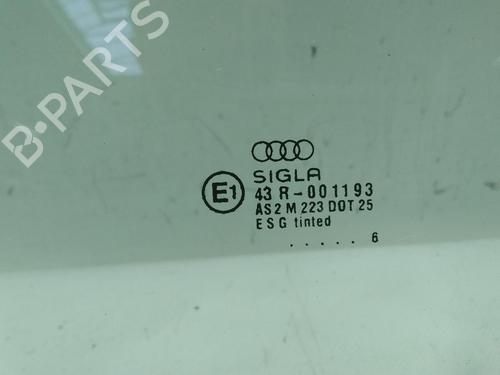 B-PARTS
SIGLA
E1
43 R-001193
AS2 M 223 DOT 25
ESG tinted
. . . . . 6